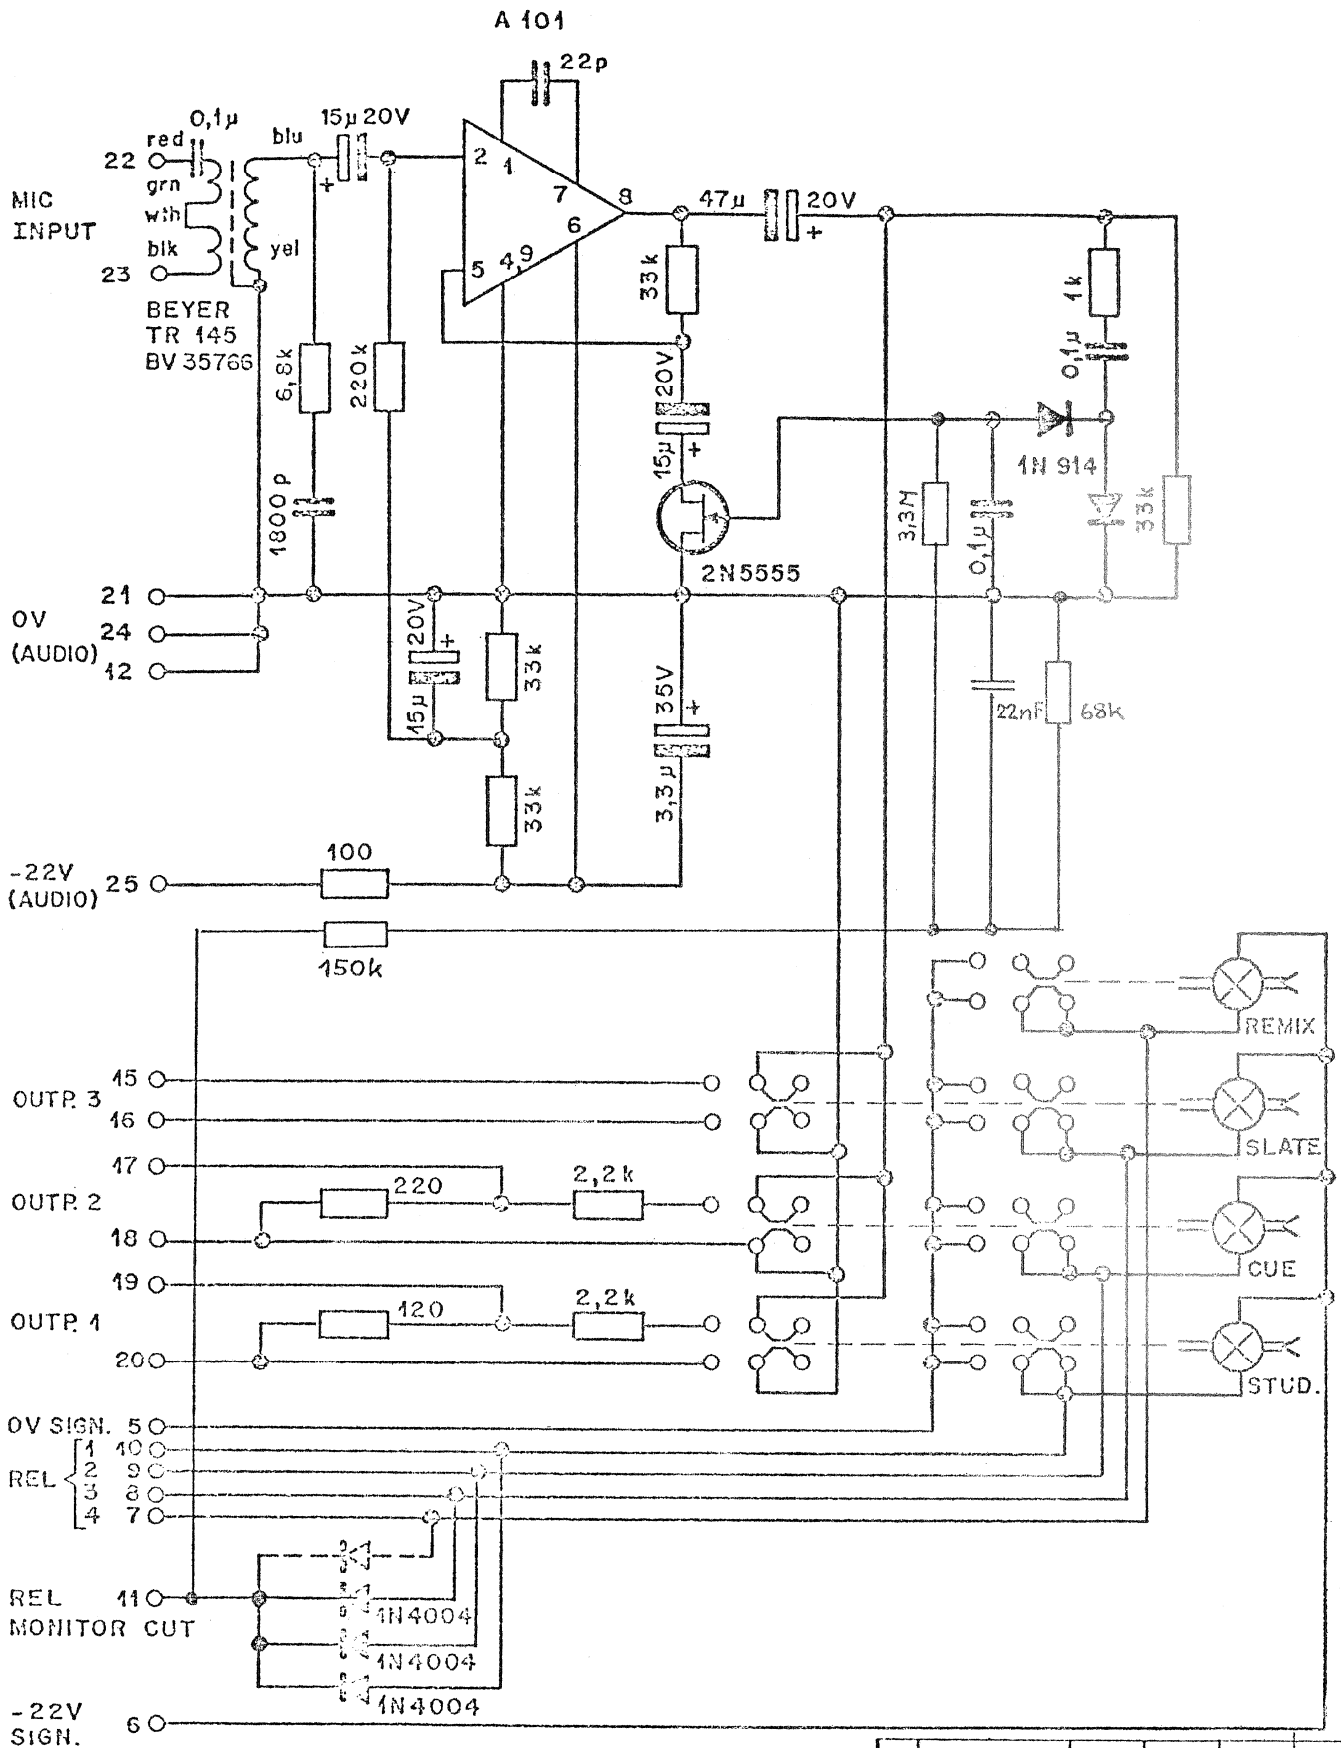 A 101
22p
0,1µ
15µ 20V
red
blu
22
2
1
grn
7
8
47µ
20V
MIC
INPUT
wth
6
blk
yel
5
4,9
23
33k
1k
BEYER
TR 145
BV 35766
6,8k
220k
20V
0,1µ
15µ
1N 914
1800p
3,3M
0,1µ
33k
2N5555
21
0V
(AUDIO)
24
12
20V
33k
15µ
35V
22nF
68k
33k
3,3µ
100
-22V
(AUDIO)
25
150k
REMIX
15
OUTP. 3
16
SLATE
17
220
2,2k
OUTP. 2
18
CUE
19
120
2,2k
OUTP. 1
20
STUD.
0V SIGN. 5
1 10
REL 2 9
3 8
4 7
REL 11
MONITOR CUT
1N4004
1N4004
1N4004
-22V
SIGN.
6